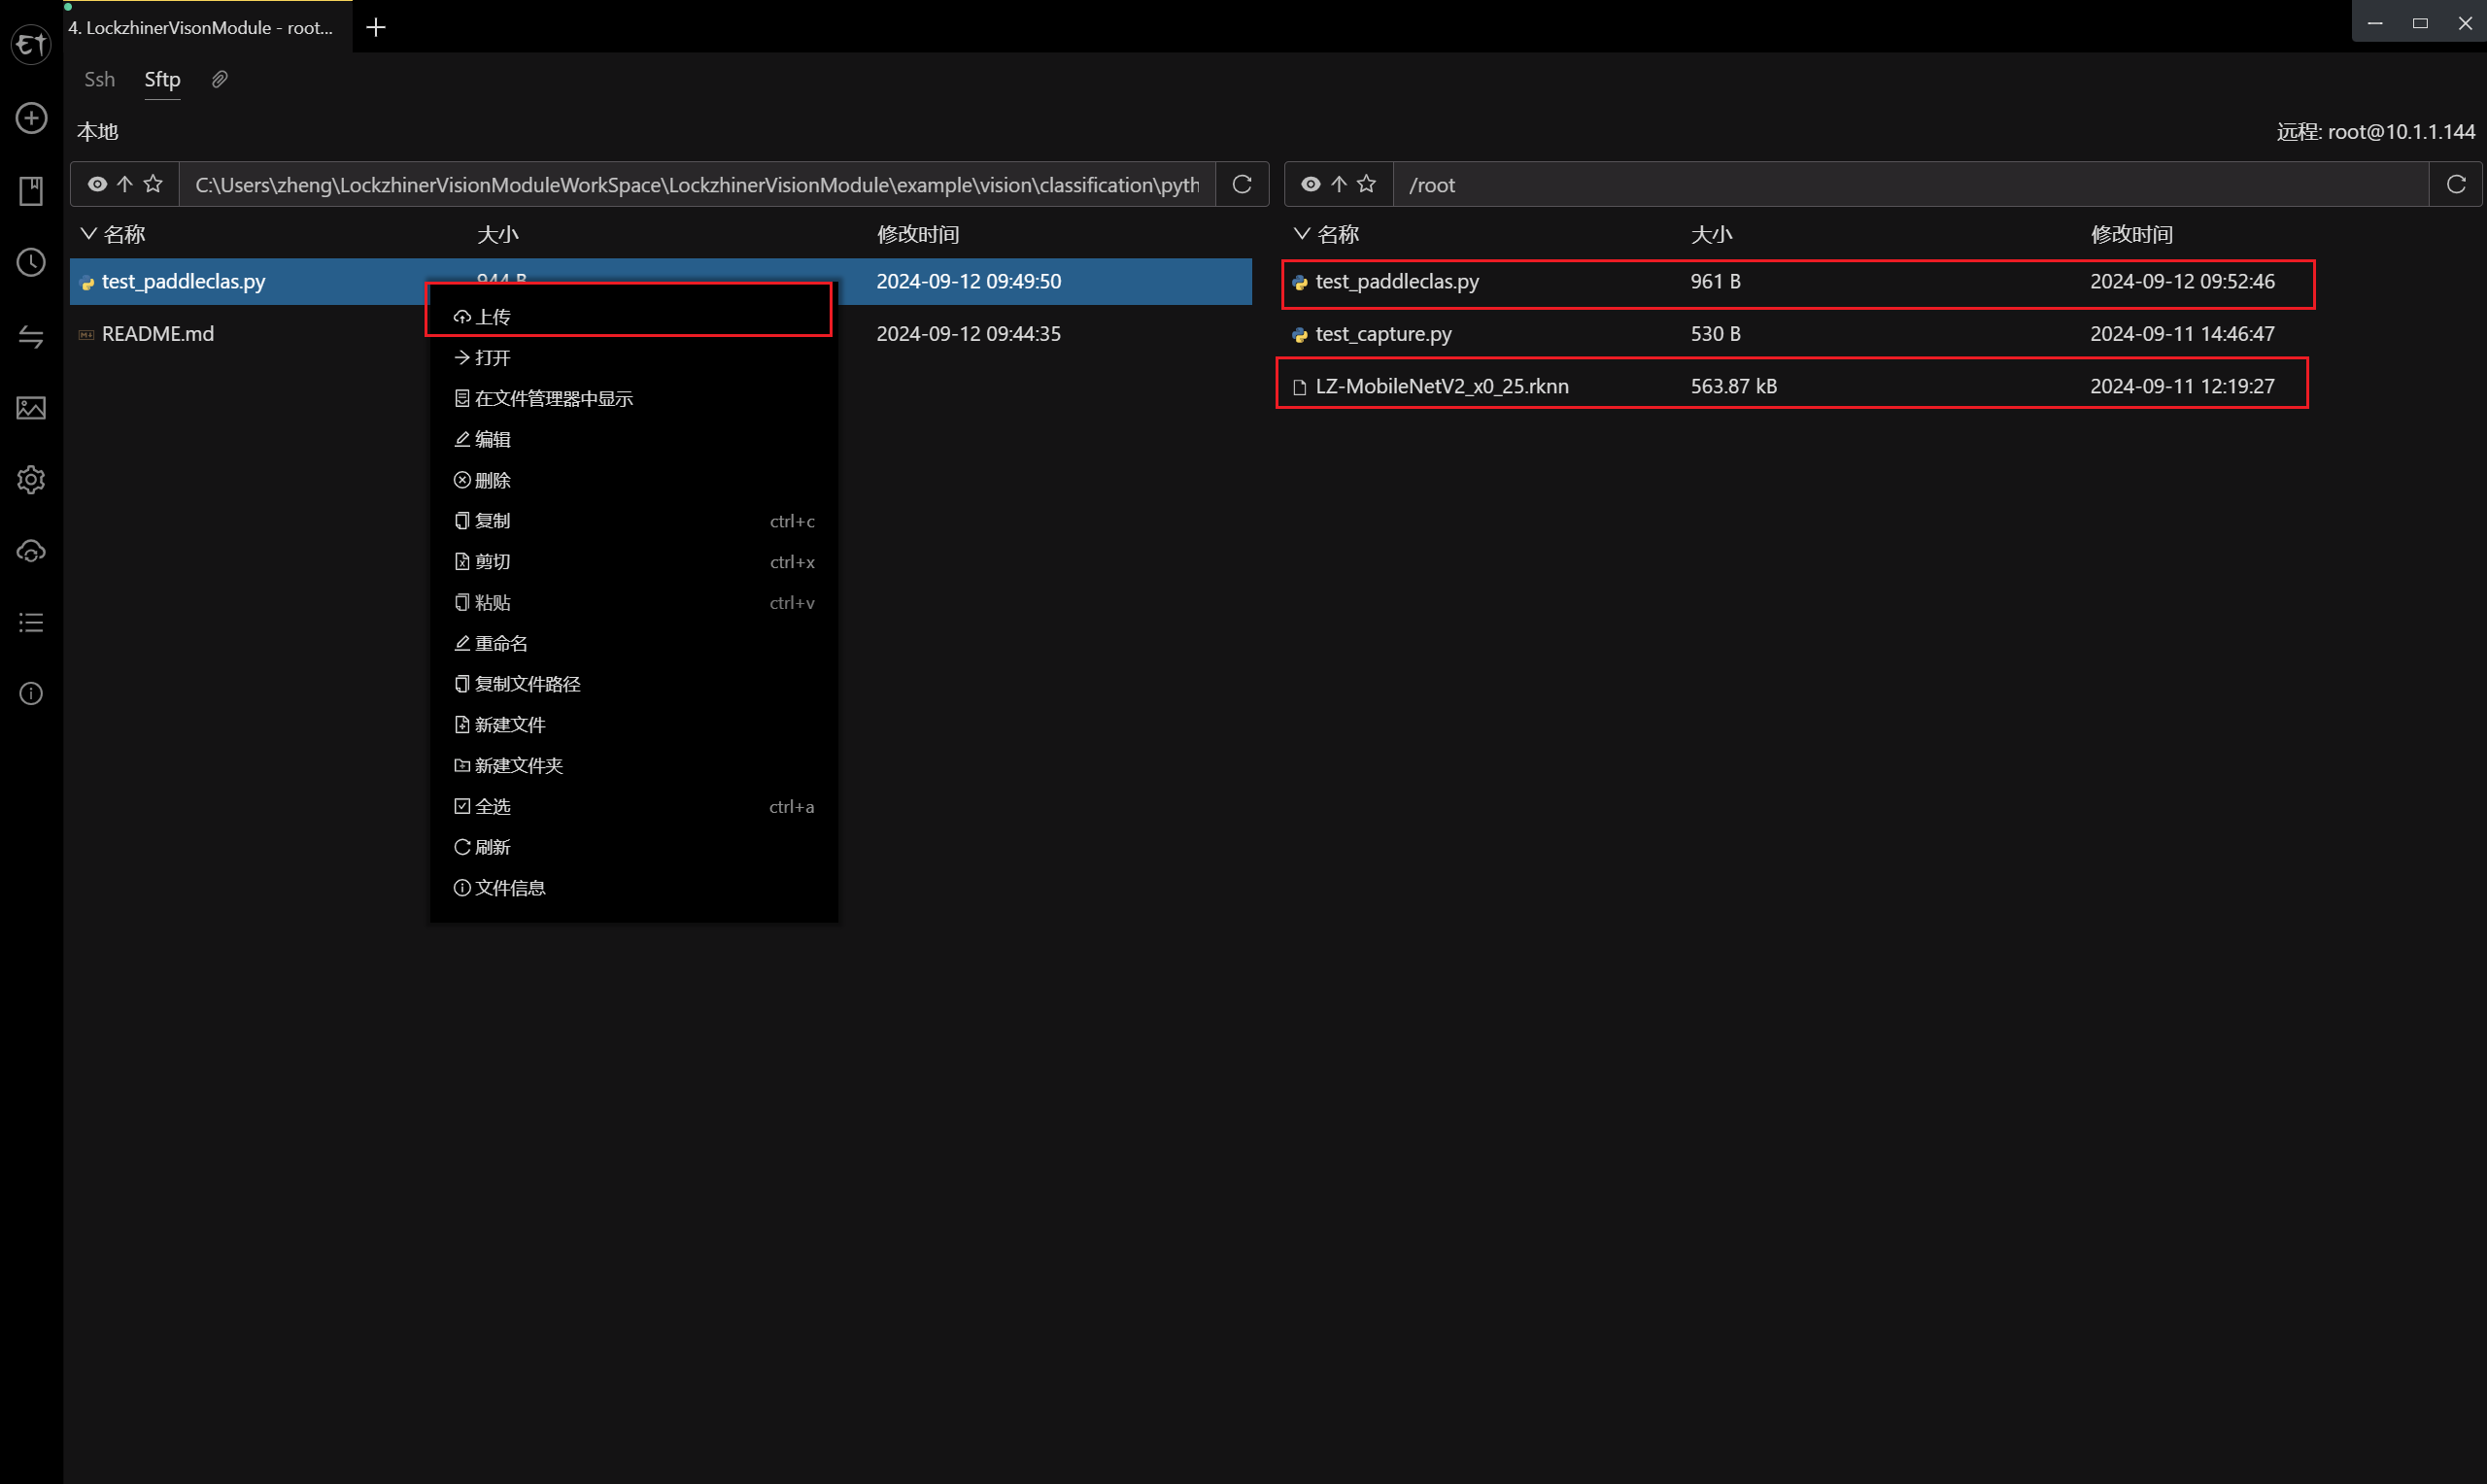 4. LockzhinerVisonModule - root...
Ssh Sftp
本地
远程: root@10.1.1.144
C:\Users\zheng\LockzhinerVisionModuleWorkSpace\LockzhinerVisionModule\example\vision\classification\pyth
/root
名称 大小 修改时间
名称 大小 修改时间
test_paddleclas.py 944 B 2024-09-12 09:49:50
README.md 2024-09-12 09:44:35
test_paddleclas.py 961 B 2024-09-12 09:52:46
test_capture.py 530 B 2024-09-11 14:46:47
LZ-MobileNetV2_x0_25.rknn 563.87 kB 2024-09-11 12:19:27
上传
打开
在文件管理器中显示
编辑
删除
复制 ctrl+c
剪切 ctrl+x
粘贴 ctrl+v
重命名
复制文件路径
新建文件
新建文件夹
全选 ctrl+a
刷新
文件信息